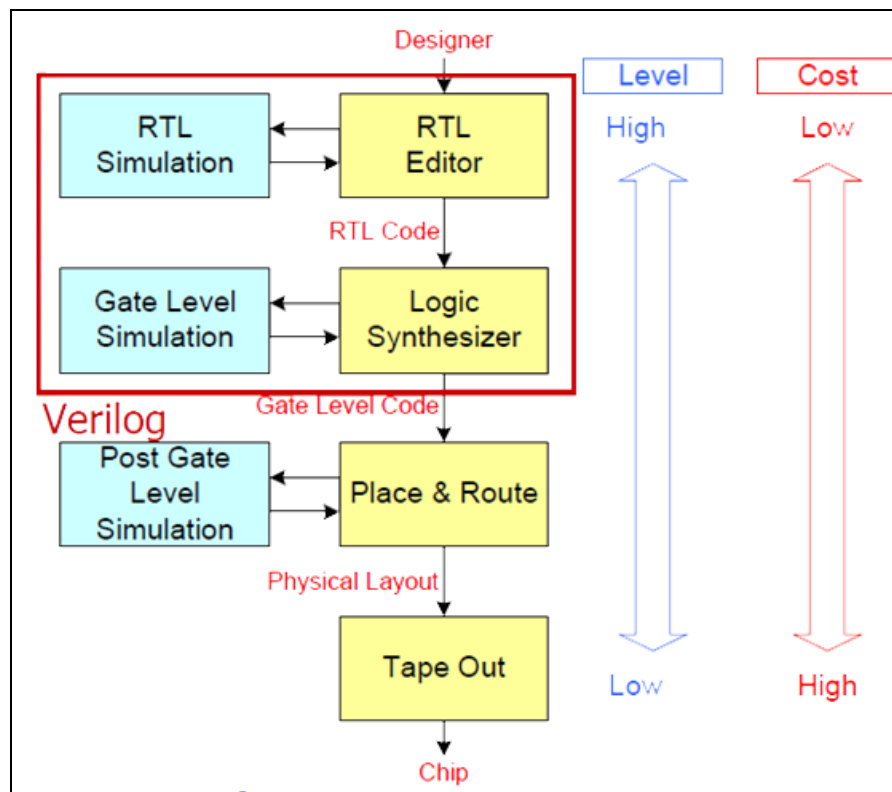 Designer
Level
Cost
RTL
Simulation
RTL
Editor
High
Low
RTL Code
Gate Level
Simulation
Logic
Synthesizer
Gate Level Code
Verilog
Post Gate
Level
Simulation
Place & Route
Physical Layout
Tape Out
Low
High
Chip